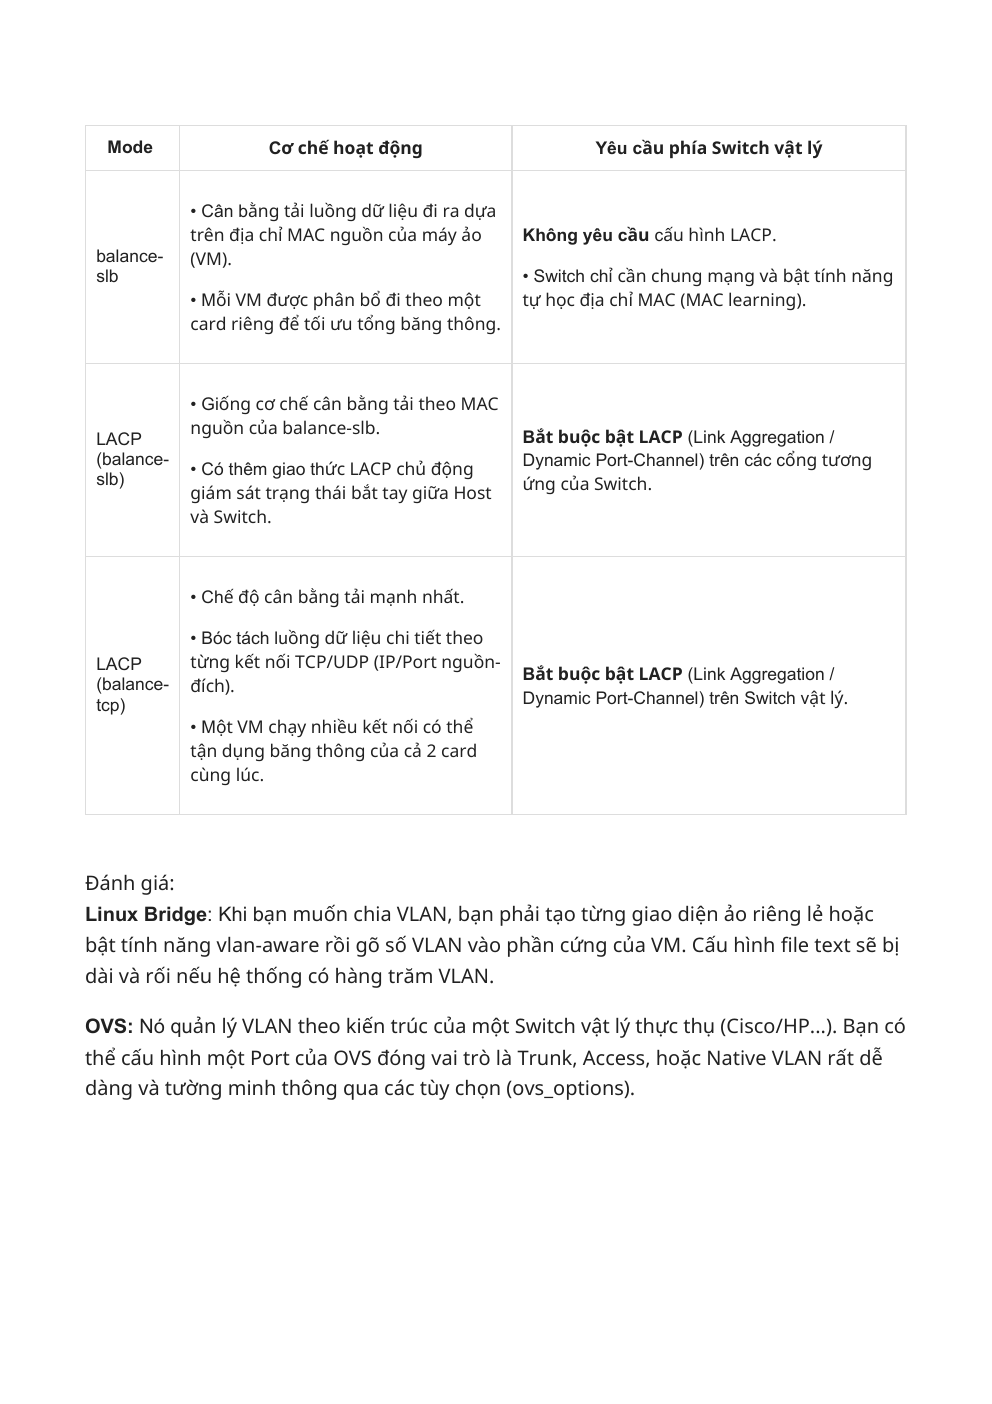 Mode
Cơ chế hoạt động
Yêu cầu phía Switch vật lý
balance-
slb
• Cân bằng tải luồng dữ liệu đi ra dựa
trên địa chỉ MAC nguồn của máy ảo
(VM).
• Mỗi VM được phân bổ đi theo một
card riêng để tối ưu tổng băng thông.
Không yêu cầu cấu hình LACP.
• Switch chỉ cần chung mạng và bật tính năng
tự học địa chỉ MAC (MAC learning).
LACP
(balance-
slb)
• Giống cơ chế cân bằng tải theo MAC
nguồn của balance-slb.
• Có thêm giao thức LACP chủ động
giám sát trạng thái bắt tay giữa Host
và Switch.
Bắt buộc bật LACP (Link Aggregation /
Dynamic Port-Channel) trên các cổng tương
ứng của Switch.
LACP
(balance-
tcp)
• Chế độ cân bằng tải mạnh nhất.
• Bóc tách luồng dữ liệu chi tiết theo
từng kết nối TCP/UDP (IP/Port nguồn-
đích).
• Một VM chạy nhiều kết nối có thể
tận dụng băng thông của cả 2 card
cùng lúc.
Bắt buộc bật LACP (Link Aggregation /
Dynamic Port-Channel) trên Switch vật lý.
Đánh giá:
Linux Bridge: Khi bạn muốn chia VLAN, bạn phải tạo từng giao diện ảo riêng lẻ hoặc
bật tính năng vlan-aware rồi gõ số VLAN vào phần cứng của VM. Cấu hình file text sẽ bị
dài và rối nếu hệ thống có hàng trăm VLAN.
OVS: Nó quản lý VLAN theo kiến trúc của một Switch vật lý thực thụ (Cisco/HP...). Bạn có
thể cấu hình một Port của OVS đóng vai trò là Trunk, Access, hoặc Native VLAN rất dễ
dàng và tường minh thông qua các tùy chọn (ovs_options).